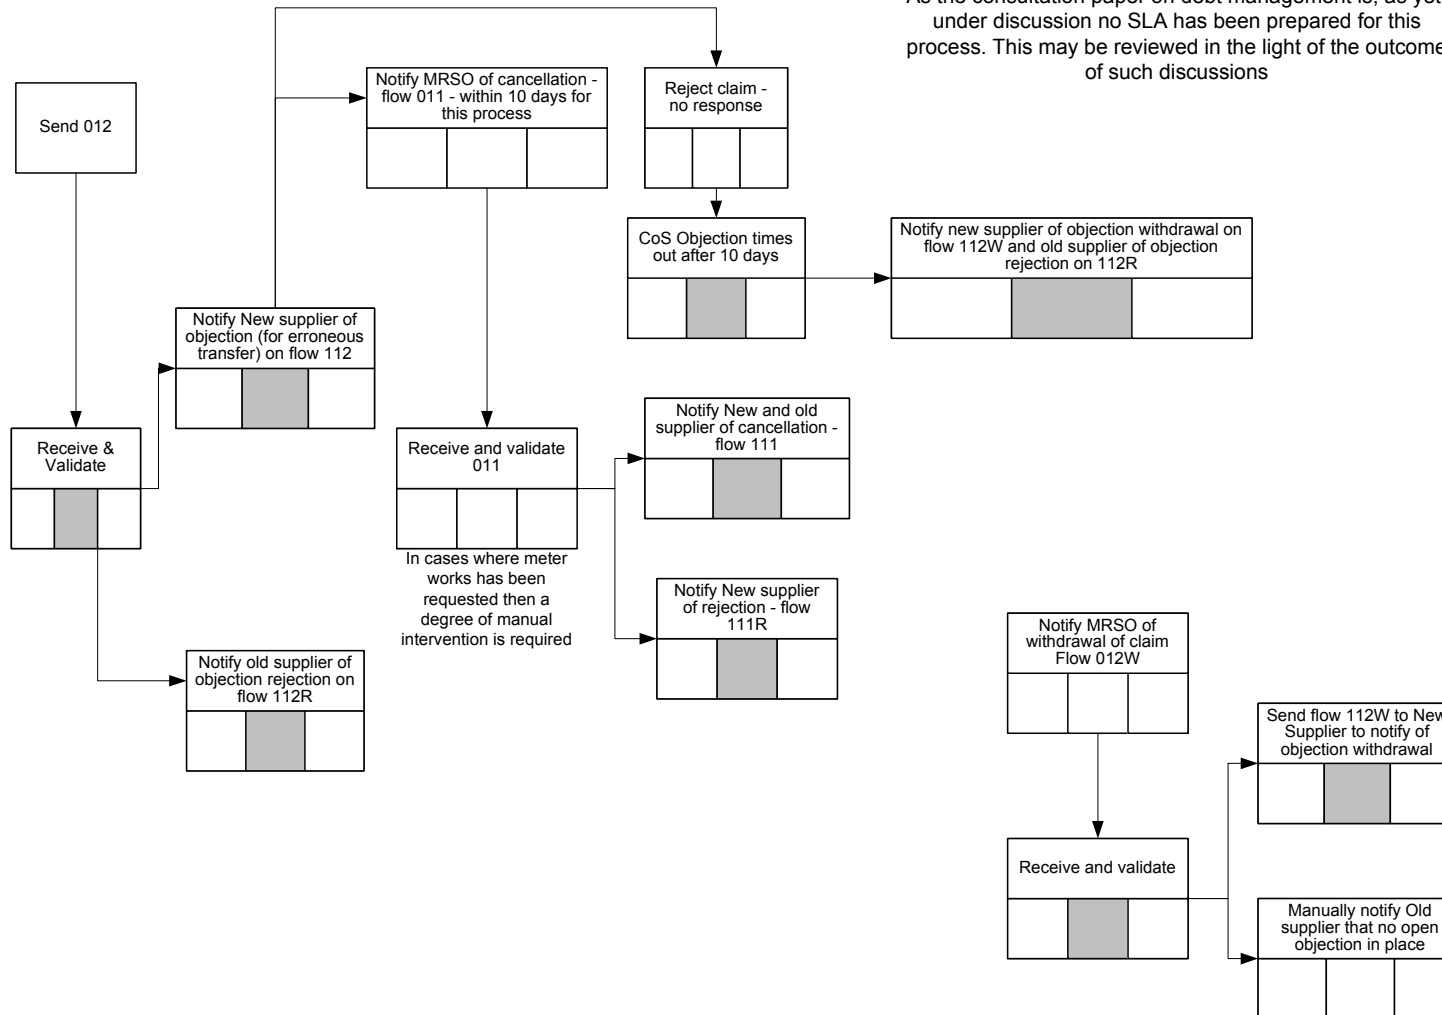 As the consultation paper on debt management is, as yet
under discussion no SLA has been prepared for this
process. This may be reviewed in the light of the outcome
of such discussions
Send 012
Notify MRSO of cancellation -
flow 011 - within 10 days for
this process
Reject claim -
no response
CoS Objection times
out after 10 days
Notify new supplier of objection withdrawal on
flow 112W and old supplier of objection
rejection on 112R
Notify New supplier of
objection (for erroneous
transfer) on flow 112
Receive &
Validate
Receive and validate
011
In cases where meter
works has been
requested then a
degree of manual
intervention is required
Notify New and old
supplier of cancellation -
flow 111
Notify New supplier
of rejection - flow
111R
Notify old supplier of
objection rejection on
flow 112R
Notify MRSO of
withdrawal of claim
Flow 012W
Send flow 112W to New
Supplier to notify of
objection withdrawal
Receive and validate
Manually notify Old
supplier that no open
objection in place